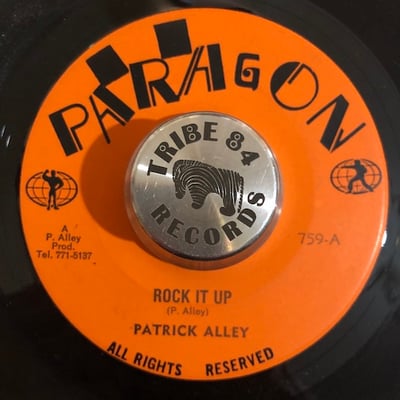 PARAGON
TRIBE 84
RECORDS
A
P. Alley
Prod.
Tel. 771-5137
759-A
ROCK IT UP
(P. Alley)
PATRICK ALLEY
ALL RIGHTS RESERVED